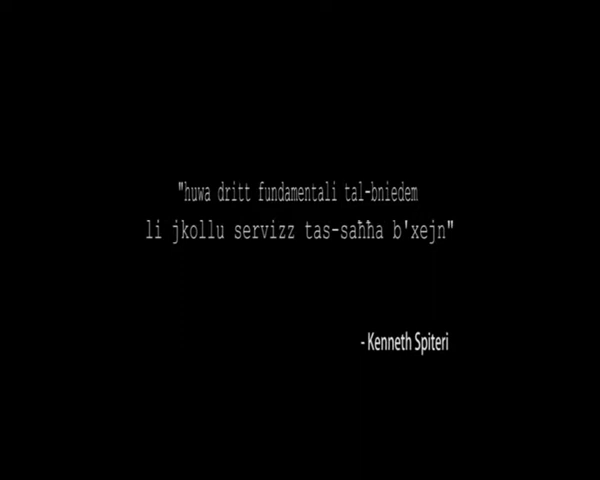 "huwa dritt fundamentali tal-bniedem
li jkollu servizz tas-saħħa b'xejn"
- Kenneth Spiteri